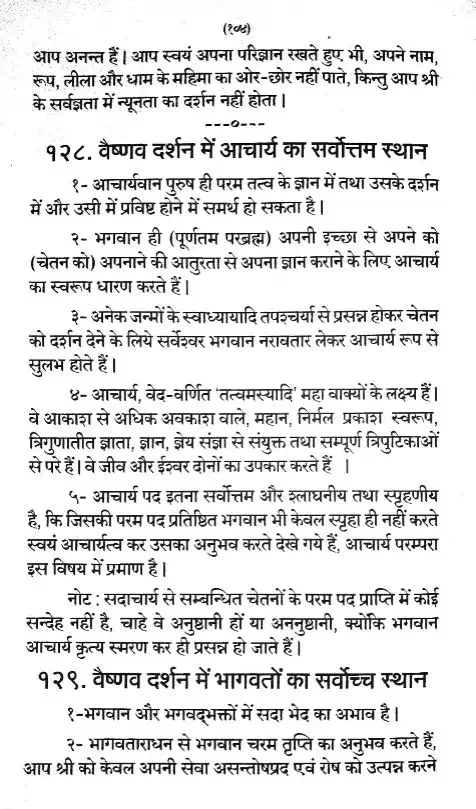 (१०४)
आप अनन्त हैं। आप स्वयं अपना परिज्ञान रखते हुए भी, अपने नाम,
रूप, लीला और धाम के महिमा का ओर-छोर नहीं पाते, किन्तु आप श्री
के सर्वज्ञता में न्यूनता का दर्शन नहीं होता।
---०---
१२८. वैष्णव दर्शन में आचार्य का सर्वोत्तम स्थान
१- आचार्यवान पुरुष ही परम तत्व के ज्ञान में तथा उसके दर्शन
में और उसी में प्रविष्ट होने में समर्थ हो सकता है।
२- भगवान ही (पूर्णतम परब्रह्म) अपनी इच्छा से अपने को
(चेतन को) अपनाने की आतुरता से अपना ज्ञान कराने के लिए आचार्य
का स्वरूप धारण करते हैं।
३- अनेक जन्मों के स्वाध्यायादि तपश्चर्या से प्रसन्न होकर चेतन
को दर्शन देने के लिये सर्वेश्वर भगवान नरावतार लेकर आचार्य रूप से
सुलभ होते हैं।
४- आचार्य, वेद-वर्णित ‘तत्वमस्यादि’ महा वाक्यों के लक्ष्य हैं।
वे आकाश से अधिक अवकाश वाले, महान, निर्मल प्रकाश स्वरूप,
त्रिगुणातीत ज्ञाता, ज्ञान, ज्ञेय संज्ञा से संयुक्त तथा सम्पूर्ण त्रिपुटिकाओं
से परे हैं। वे जीव और ईश्वर दोनों का उपकार करते हैं ।
५- आचार्य पद इतना सर्वोत्तम और श्लाघनीय तथा स्पृहणीय
है, कि जिसकी परम पद प्रतिष्ठित भगवान भी केवल स्पृहा ही नहीं करते
स्वयं आचार्यत्व कर उसका अनुभव करते देखे गये हैं, आचार्य परम्परा
इस विषय में प्रमाण है।
नोट : सदाचार्य से सम्बन्धित चेतनों के परम पद प्राप्ति में कोई
सन्देह नहीं है, चाहे वे अनुष्ठानी हों या अननुष्ठानी, क्योंकि भगवान
आचार्य कृत्य स्मरण कर ही प्रसन्न हो जाते हैं।
१२९. वैष्णव दर्शन में भागवतों का सर्वोच्च स्थान
१-भगवान और भगवद्भक्तों में सदा भेद का अभाव है।
२- भागवताराधन से भगवान चरम तृप्ति का अनुभव करते हैं,
आप श्री को केवल अपनी सेवा असन्तोषप्रद एवं रोष को उत्पन्न करने